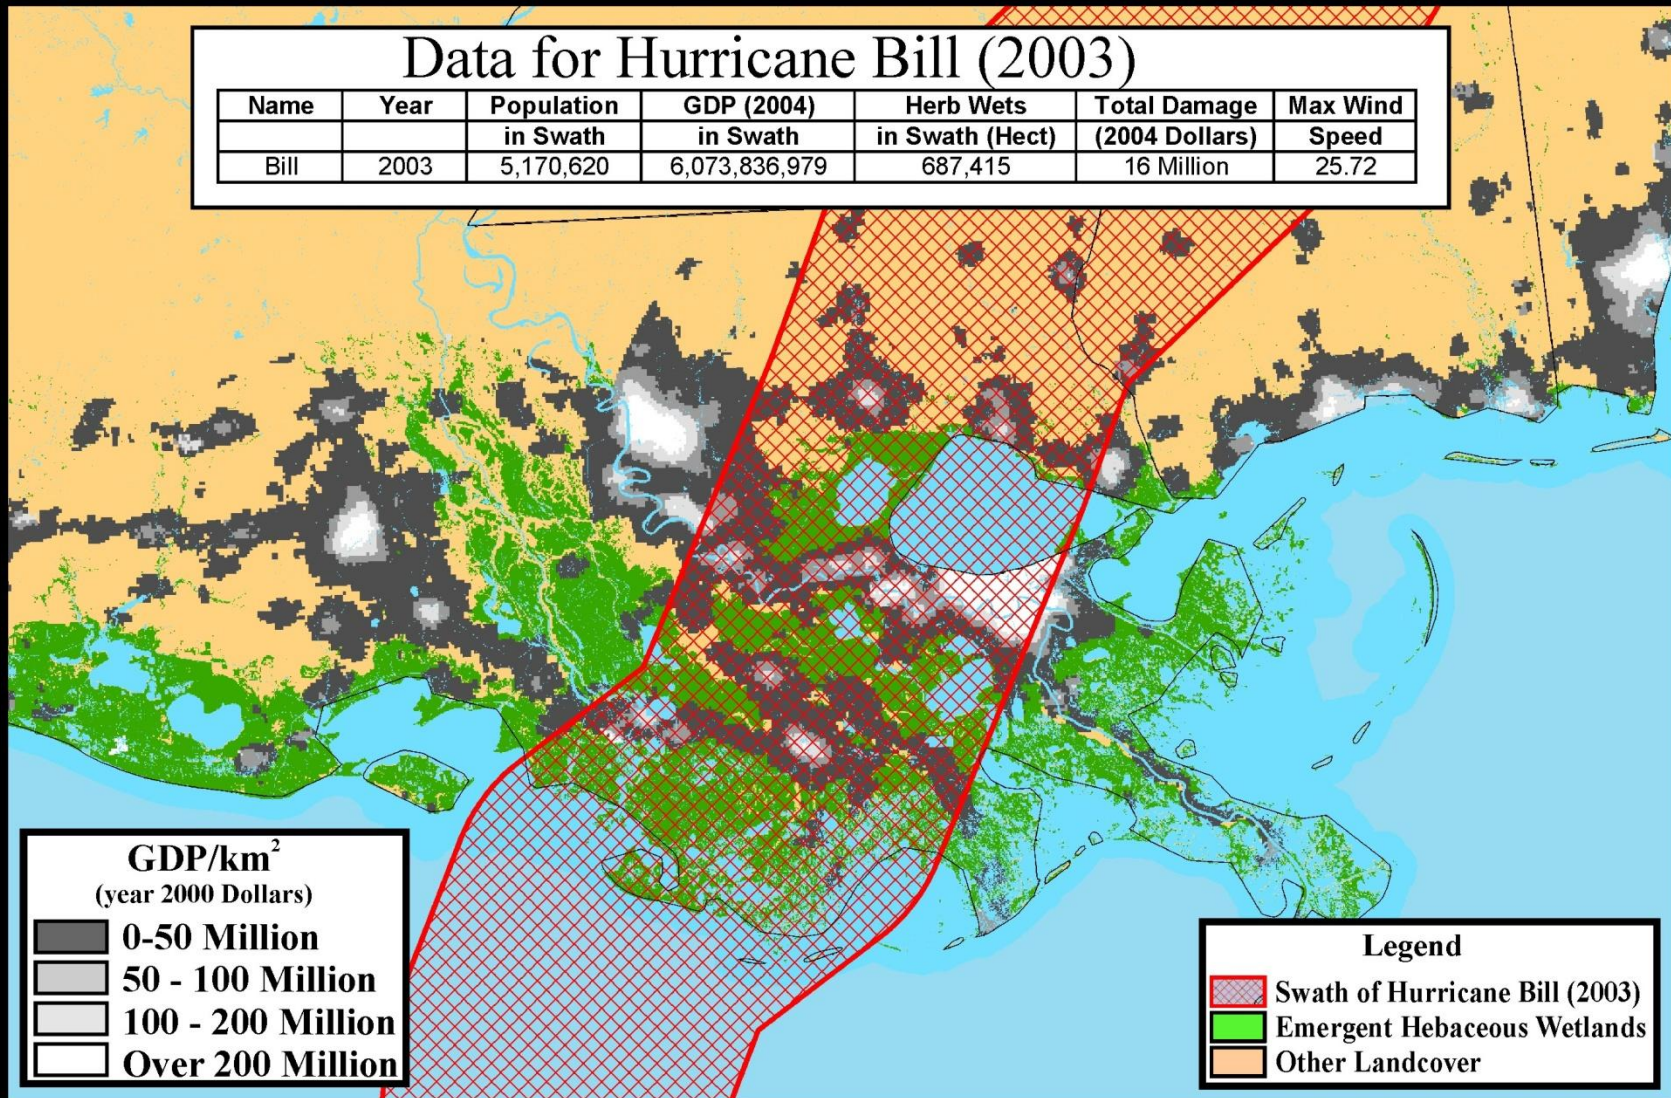 Data for Hurricane Bill (2003)
Name Year Population GDP (2004) Herb Wets Total Damage Max Wind
in Swath in Swath in Swath (Hect) (2004 Dollars) Speed
Bill 2003 5,170,620 6,073,836,979 687,415 16 Million 25.72
GDP/km²
(year 2000 Dollars)
0-50 Million
50 - 100 Million
100 - 200 Million
Over 200 Million
Legend
Swath of Hurricane Bill (2003)
Emergent Hebaceous Wetlands
Other Landcover